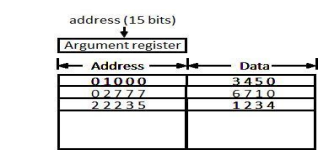 address (15 bits)
Argument register
Address Data
01000 3450
02777 6710
22235 1234